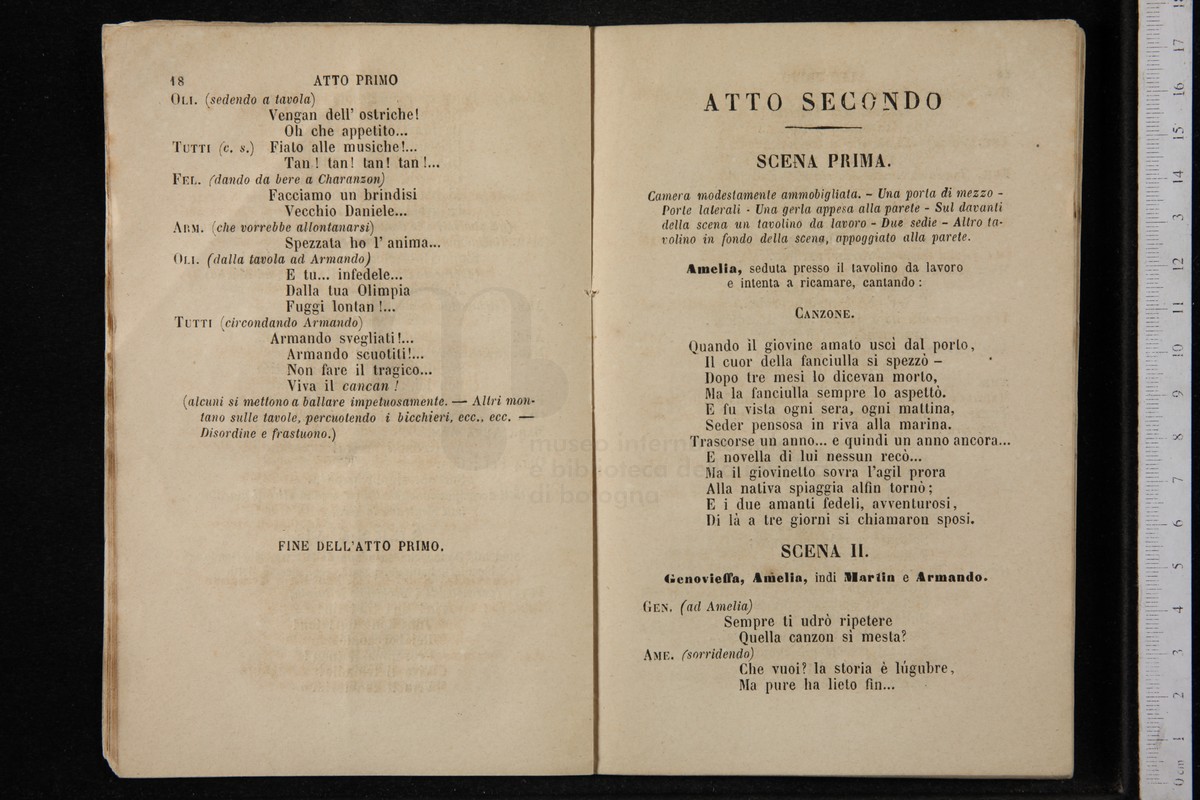 18 ATTO PRIMO
OLI. (sedendo a tavola)
Vengan dell' ostriche!
Oh che appetito...
TUTTI (c. s.) Fiato alle musiche!...
Tan! tan! tan! tan!...
FEL. (dando da bere a Charanzon)
Facciamo un brindisi
Vecchio Daniele...
ARM. (che vorrebbe allontanarsi)
Spezzata ho l' anima...
OLI. (dalla tavola ad Armando)
E tu... infedele...
Dalla tua Olimpia
Fuggi lontan!...
TUTTI (circondando Armando)
Armando svegliati!...
Armando scuotiti!...
Non fare il tragico...
Viva il cancan!
(alcuni si mettono a ballare impetuosamente. — Altri mon-
tano sulle tavole, percuotendo i bicchieri, ecc., ecc. —
Disordine e frastuono.)
FINE DELL'ATTO PRIMO.
ATTO SECONDO
SCENA PRIMA.
Camera modestamente ammobigliata. - Una porta di mezzo -
Porte laterali - Una gerla appesa alla parete - Sul davanti
della scena un tavolino da lavoro - Due sedie - Altro ta-
volino in fondo della scena, appoggiato alla parete.
Amelia, seduta presso il tavolino da lavoro
e intenta a ricamare, cantando:
CANZONE.
Quando il giovine amato uscì dal porto,
Il cuor della fanciulla si spezzò -
Dopo tre mesi lo dicevan morto,
Ma la fanciulla sempre lo aspettò.
E fu vista ogni sera, ogni mattina,
Seder pensosa in riva alla marina.
Trascorse un anno... e quindi un anno ancora...
E novella di lui nessun recò...
Ma il giovinetto sovra l'agil prora
Alla nativa spiaggia alfin tornò;
E i due amanti fedeli, avventurosi,
Di là a tre giorni si chiamaron sposi.
SCENA II.
Genovieffa, Amelia, indi Martin e Armando.
GEN. (ad Amelia)
Sempre ti udrò ripetere
Quella canzon sì mesta?
AME. (sorridendo)
Che vuoi? la storia è lúgubre,
Ma pure ha lieto fin...